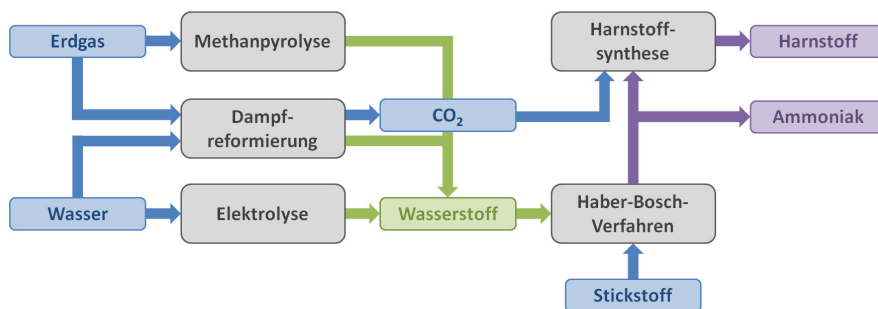 Erdgas
Methanpyrolyse
Harnstoff-
synthese
Harnstoff
Dampf-
reformierung
CO₂
Ammoniak
Wasser
Elektrolyse
Wasserstoff
Haber-Bosch-
Verfahren
Stickstoff